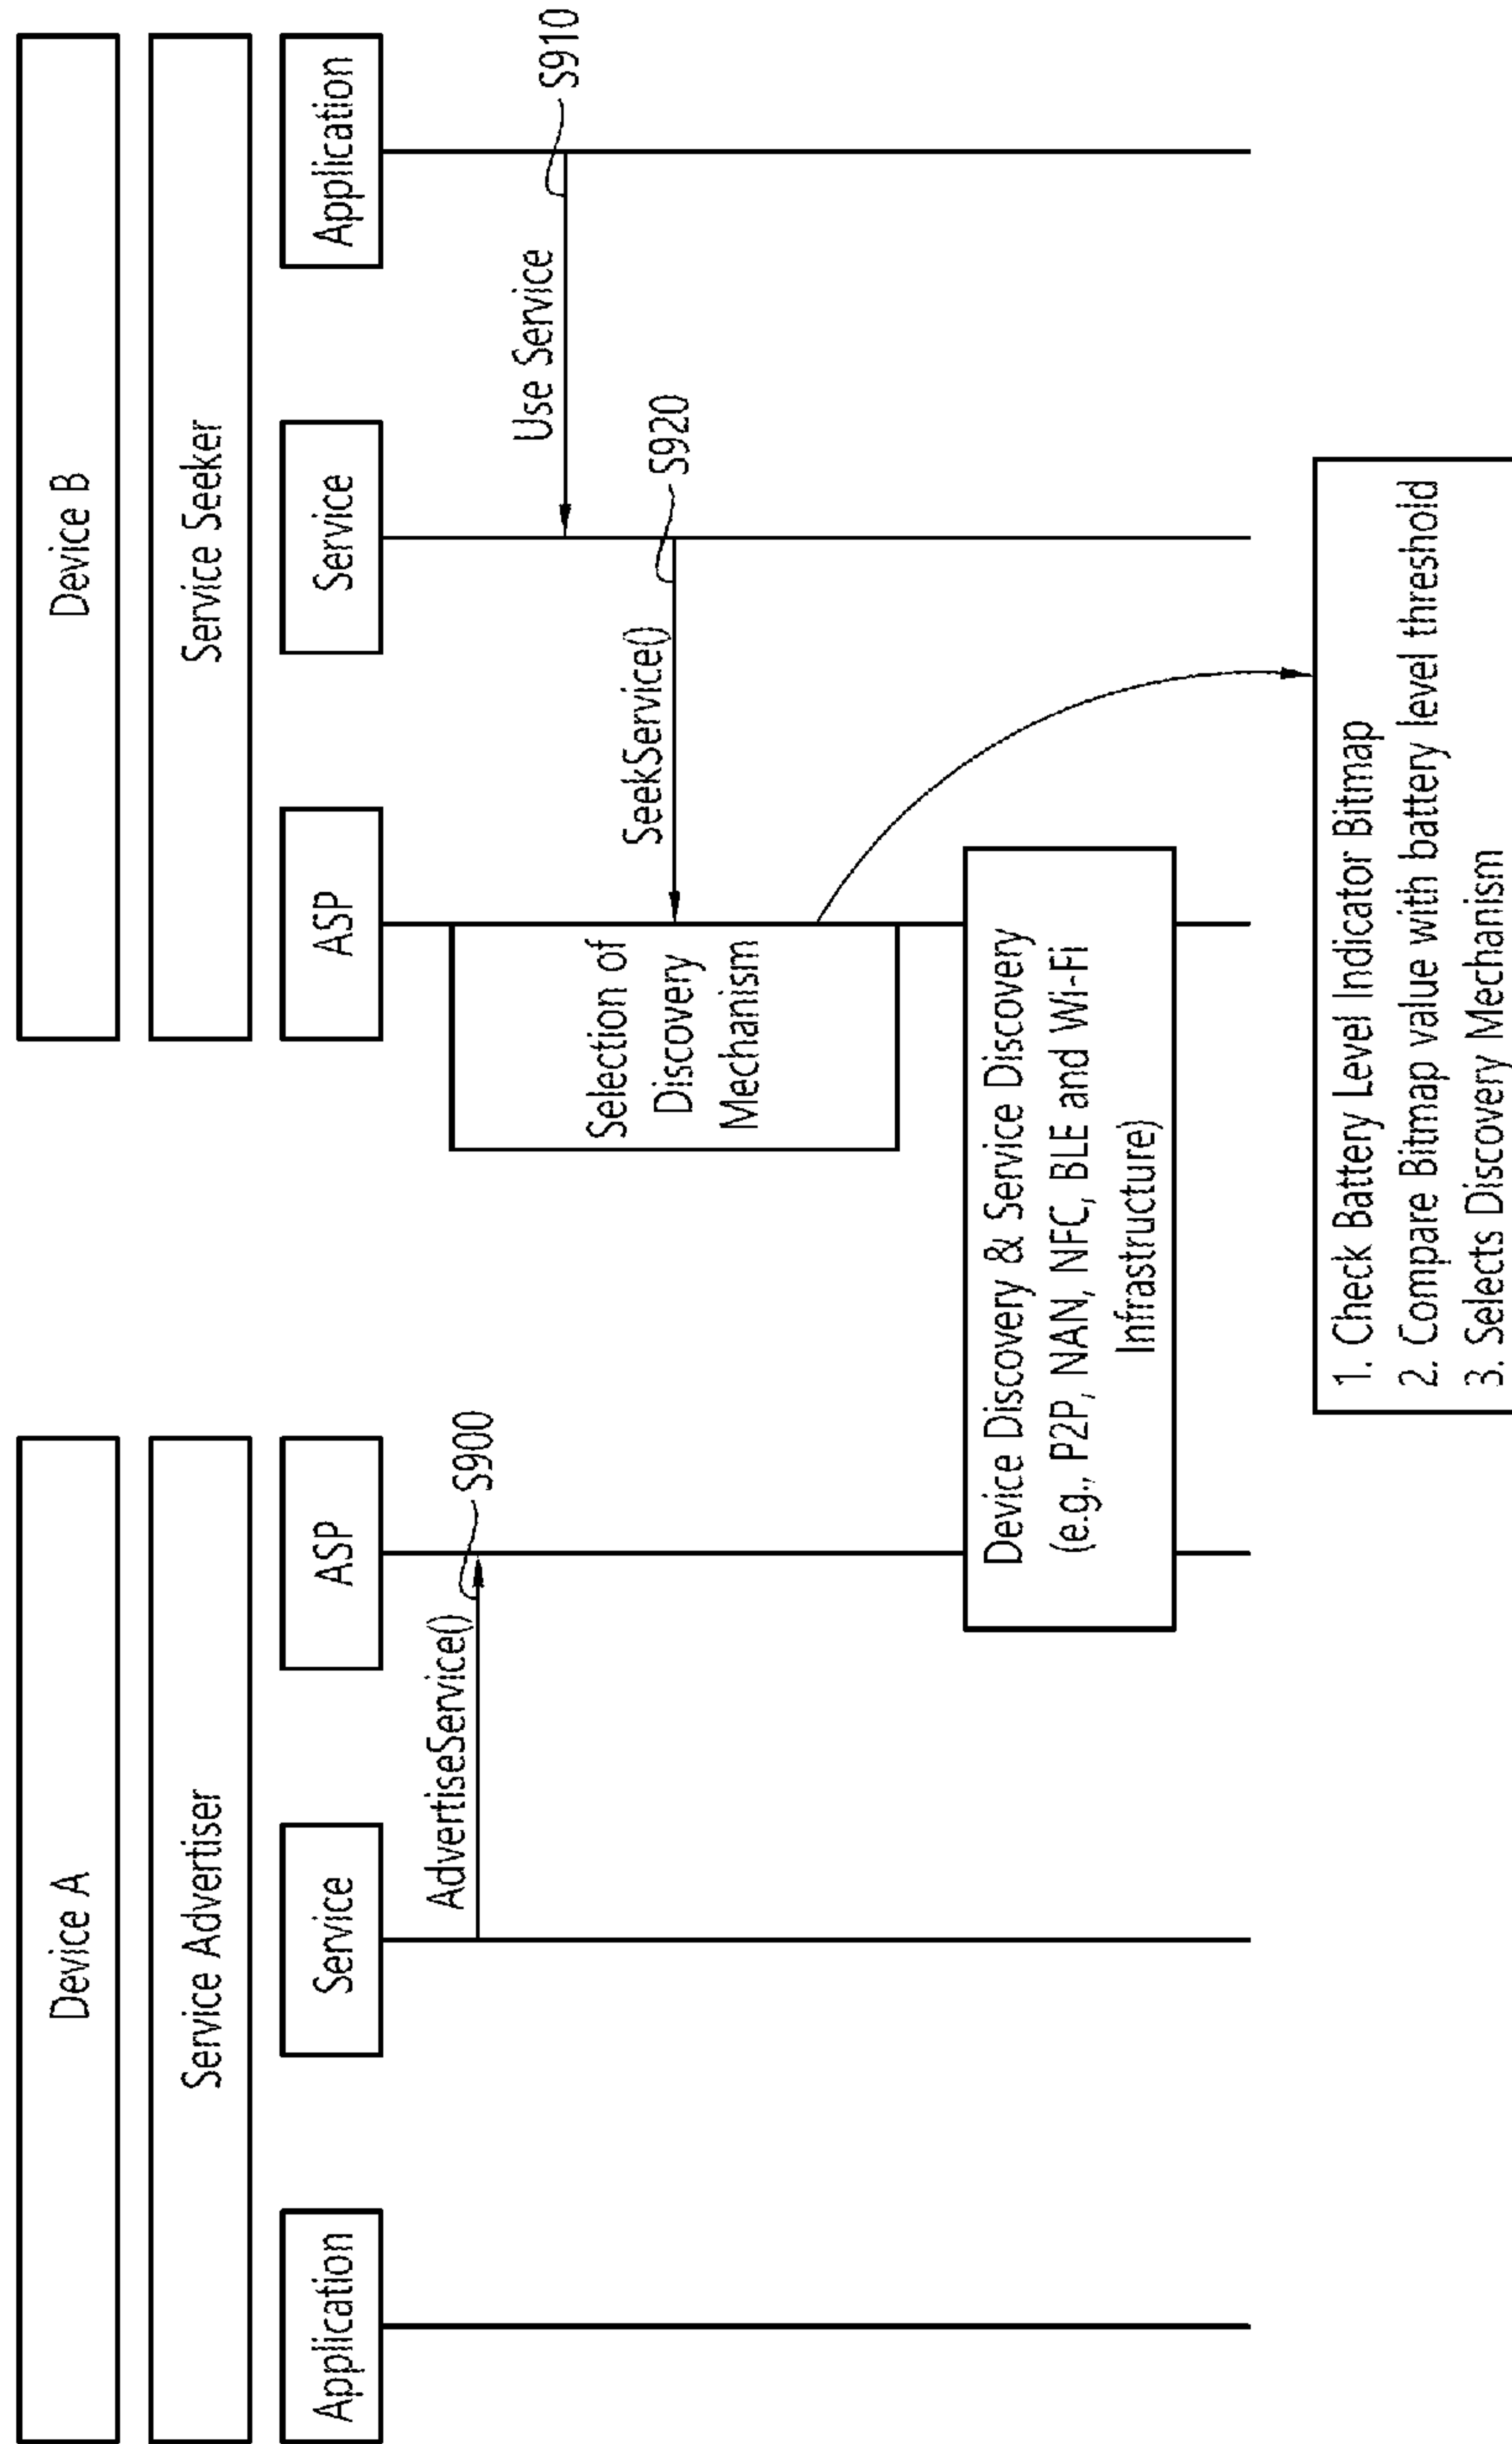 Device A
Device B
Service Advertiser
Service Seeker
Application
Service
ASP
ASP
Service
Application
AdvertiseService()
S900
Use Service
S910
SeekService()
S920
Selection of
Discovery
Mechanism
Device Discovery & Service Discovery
(e.g., P2P, NAN, NFC, BLE and Wi-Fi
Infrastructure)
1. Check Battery Level Indicator Bitmap
2. Compare Bitmap value with battery level threshold
3. Selects Discovery Mechanism